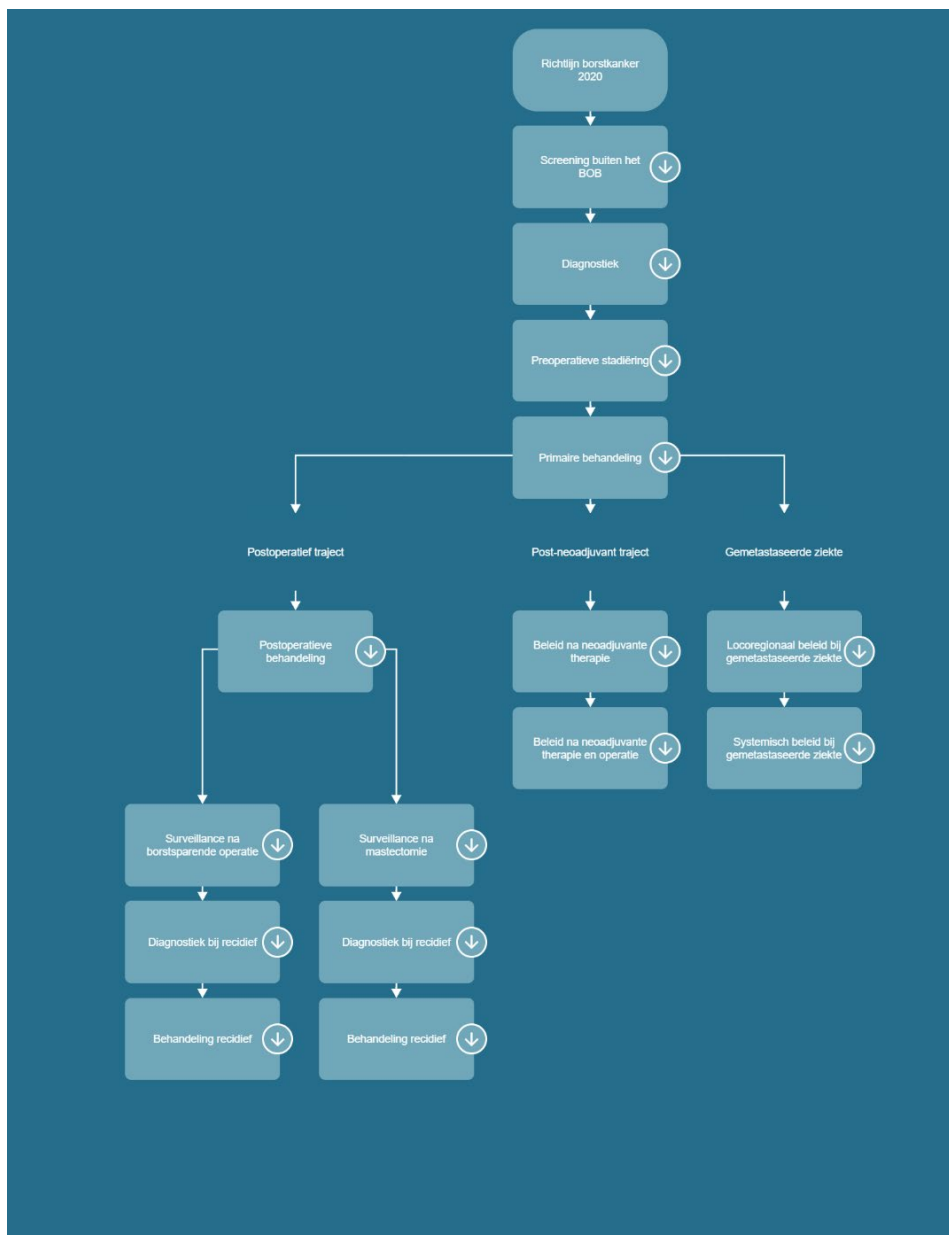 Richtlijn borstkanker
2020
Screening buiten het
BOB
Diagnostiek
Preoperatieve stadiëring
Primaire behandeling
Postoperatief traject
Post-neoadjuvant traject
Gemetastaseerde ziekte
Postoperatieve
behandeling
Beleid na neoadjuvante
therapie
Locoregionaal beleid bij
gemetastaseerde ziekte
Beleid na neoadjuvante
therapie en operatie
Systemisch beleid bij
gemetastaseerde ziekte
Surveillance na
borstsparende operatie
Surveillance na
mastectomie
Diagnostiek bij recidief
Diagnostiek bij recidief
Behandeling recidief
Behandeling recidief